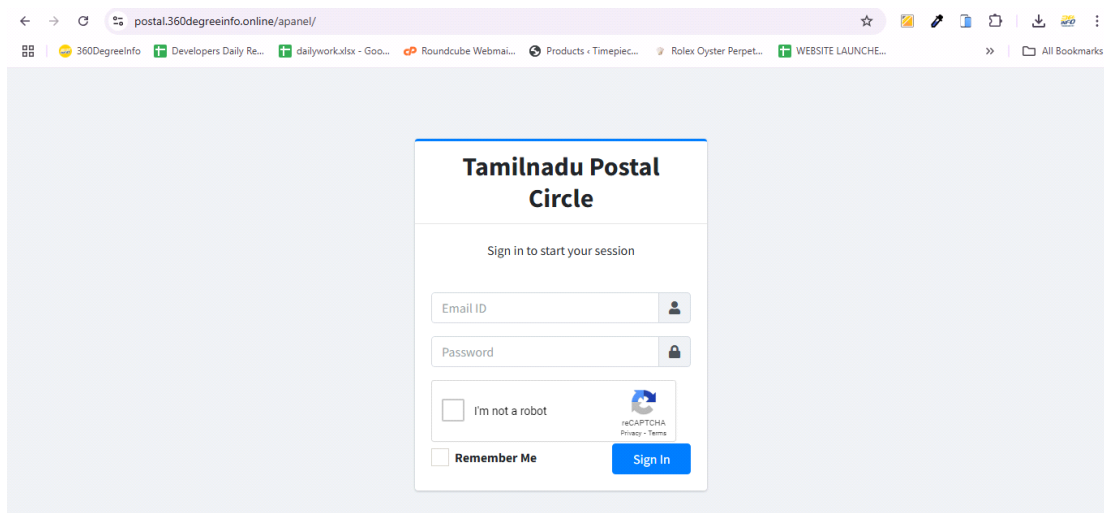 postal.360degreeinfo.online/apanel/
360DegreeInfo
Developers Daily Re...
dailywork.xlsx - Goo...
Roundcube Webmai...
Products ‹ Timepiec...
Rolex Oyster Perpet...
WEBSITE LAUNCHE...
»
All Bookmarks
Tamilnadu Postal
Circle
Sign in to start your session
Email ID
Password
I'm not a robot
reCAPTCHA
Privacy - Terms
Remember Me
Sign In